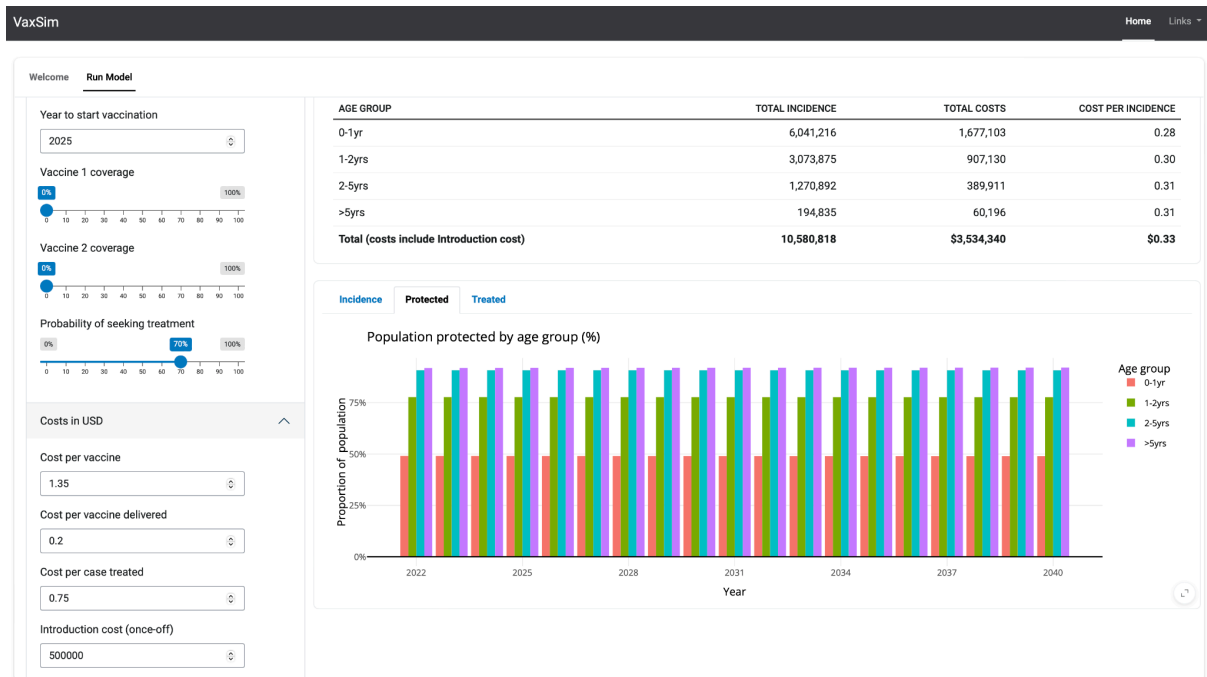 VaxSim
Home Links
Welcome Run Model
Year to start vaccination
2025
Vaccine 1 coverage
0% 100%
0 10 20 30 40 50 60 70 80 90 100
Vaccine 2 coverage
0% 100%
0 10 20 30 40 50 60 70 80 90 100
Probability of seeking treatment
0% 70% 100%
0 10 20 30 40 50 60 70 80 90 100
Costs in USD
Cost per vaccine
1.35
Cost per vaccine delivered
0.2
Cost per case treated
0.75
Introduction cost (once-off)
500000
AGE GROUP TOTAL INCIDENCE TOTAL COSTS COST PER INCIDENCE
0-1yr 6,041,216 1,677,103 0.28
1-2yrs 3,073,875 907,130 0.30
2-5yrs 1,270,892 389,911 0.31
>5yrs 194,835 60,196 0.31
Total (costs include Introduction cost) 10,580,818 $3,534,340 $0.33
Incidence Protected Treated
Population protected by age group (%)
Proportion of population
75%
50%
25%
0%
2022 2025 2028 2031 2034 2037 2040
Year
Age group
0-1yr
1-2yrs
2-5yrs
>5yrs